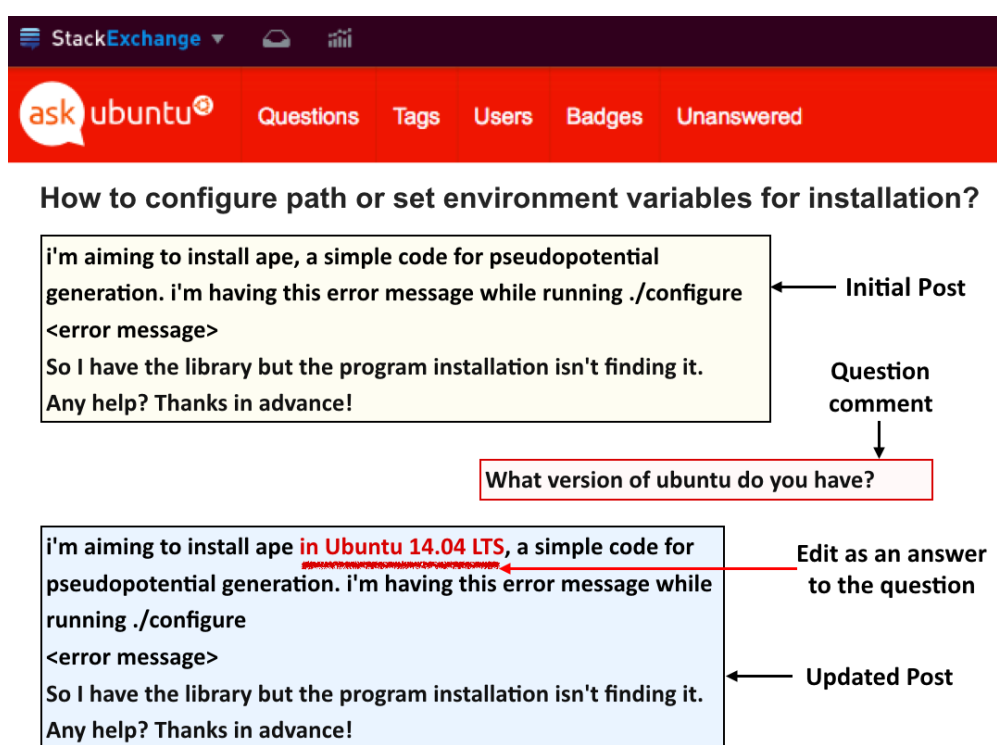 StackExchange
ask ubuntu
Questions Tags Users Badges Unanswered
How to configure path or set environment variables for installation?
i'm aiming to install ape, a simple code for pseudopotential
generation. i'm having this error message while running ./configure
<error message>
So I have the library but the program installation isn't finding it.
Any help? Thanks in advance!
Initial Post
Question
comment
What version of ubuntu do you have?
i'm aiming to install ape in Ubuntu 14.04 LTS, a simple code for
pseudopotential generation. i'm having this error message while
running ./configure
<error message>
So I have the library but the program installation isn't finding it.
Any help? Thanks in advance!
Edit as an answer
to the question
Updated Post